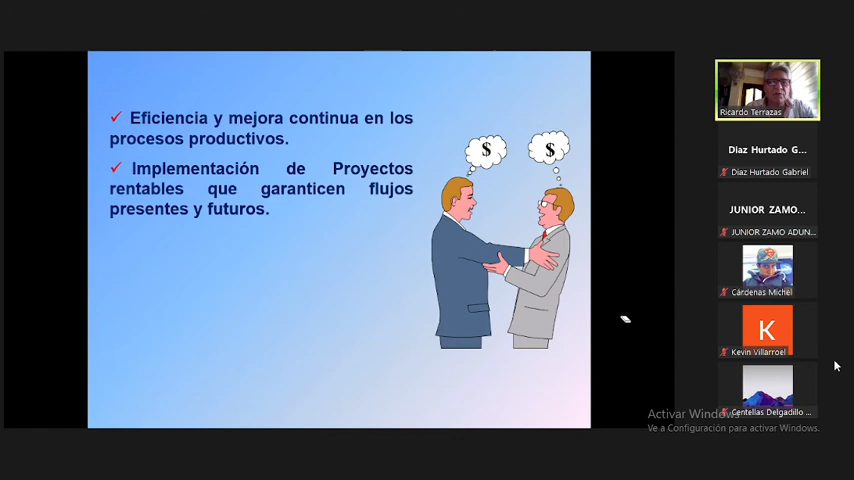 ✓ Eficiencia y mejora continua en los
procesos productivos.
✓ Implementación de Proyectos
rentables que garanticen flujos
presentes y futuros.
$ $
Ricardo Terrazas
Diaz Hurtado G...
Diaz Hurtado Gabriel
JUNIOR ZAMO...
JUNIOR ZAMO ADUN...
Cárdenas Michel
K
Kevin Villarroel
Centellas Delgadillo ...
Activar Windows
Ve a Configuración para activar Windows.